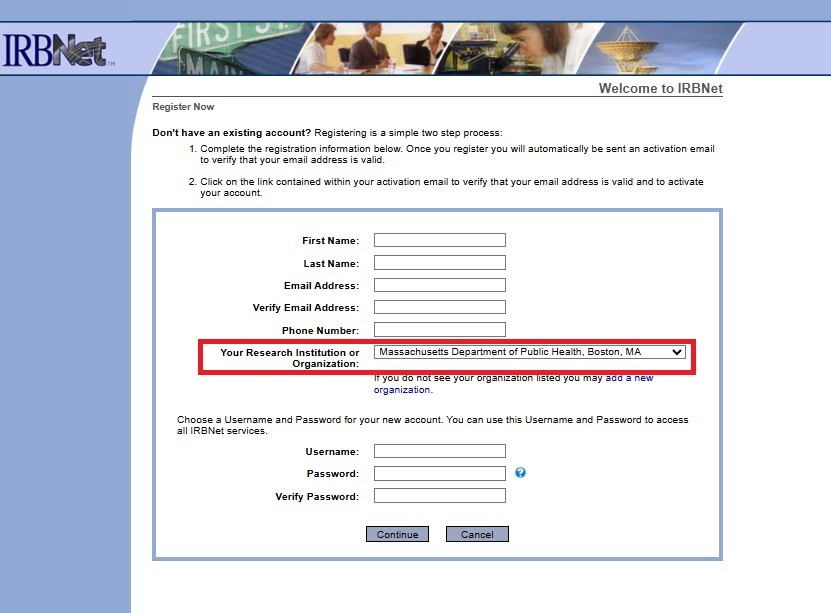 IRBNet™
FIRST ST
MAIN
Welcome to IRBNet
Register Now
Don't have an existing account? Registering is a simple two step process:
1. Complete the registration information below. Once you register you will automatically be sent an activation email
to verify that your email address is valid.
2. Click on the link contained within your activation email to verify that your email address is valid and to activate
your account.
First Name:
Last Name:
Email Address:
Verify Email Address:
Phone Number:
Your Research Institution or
Organization:
Massachusetts Department of Public Health, Boston, MA
If you do not see your organization listed you may add a new
organization.
Choose a Username and Password for your new account. You can use this Username and Password to access
all IRBNet services.
Username:
Password:
?
Verify Password:
Continue Cancel